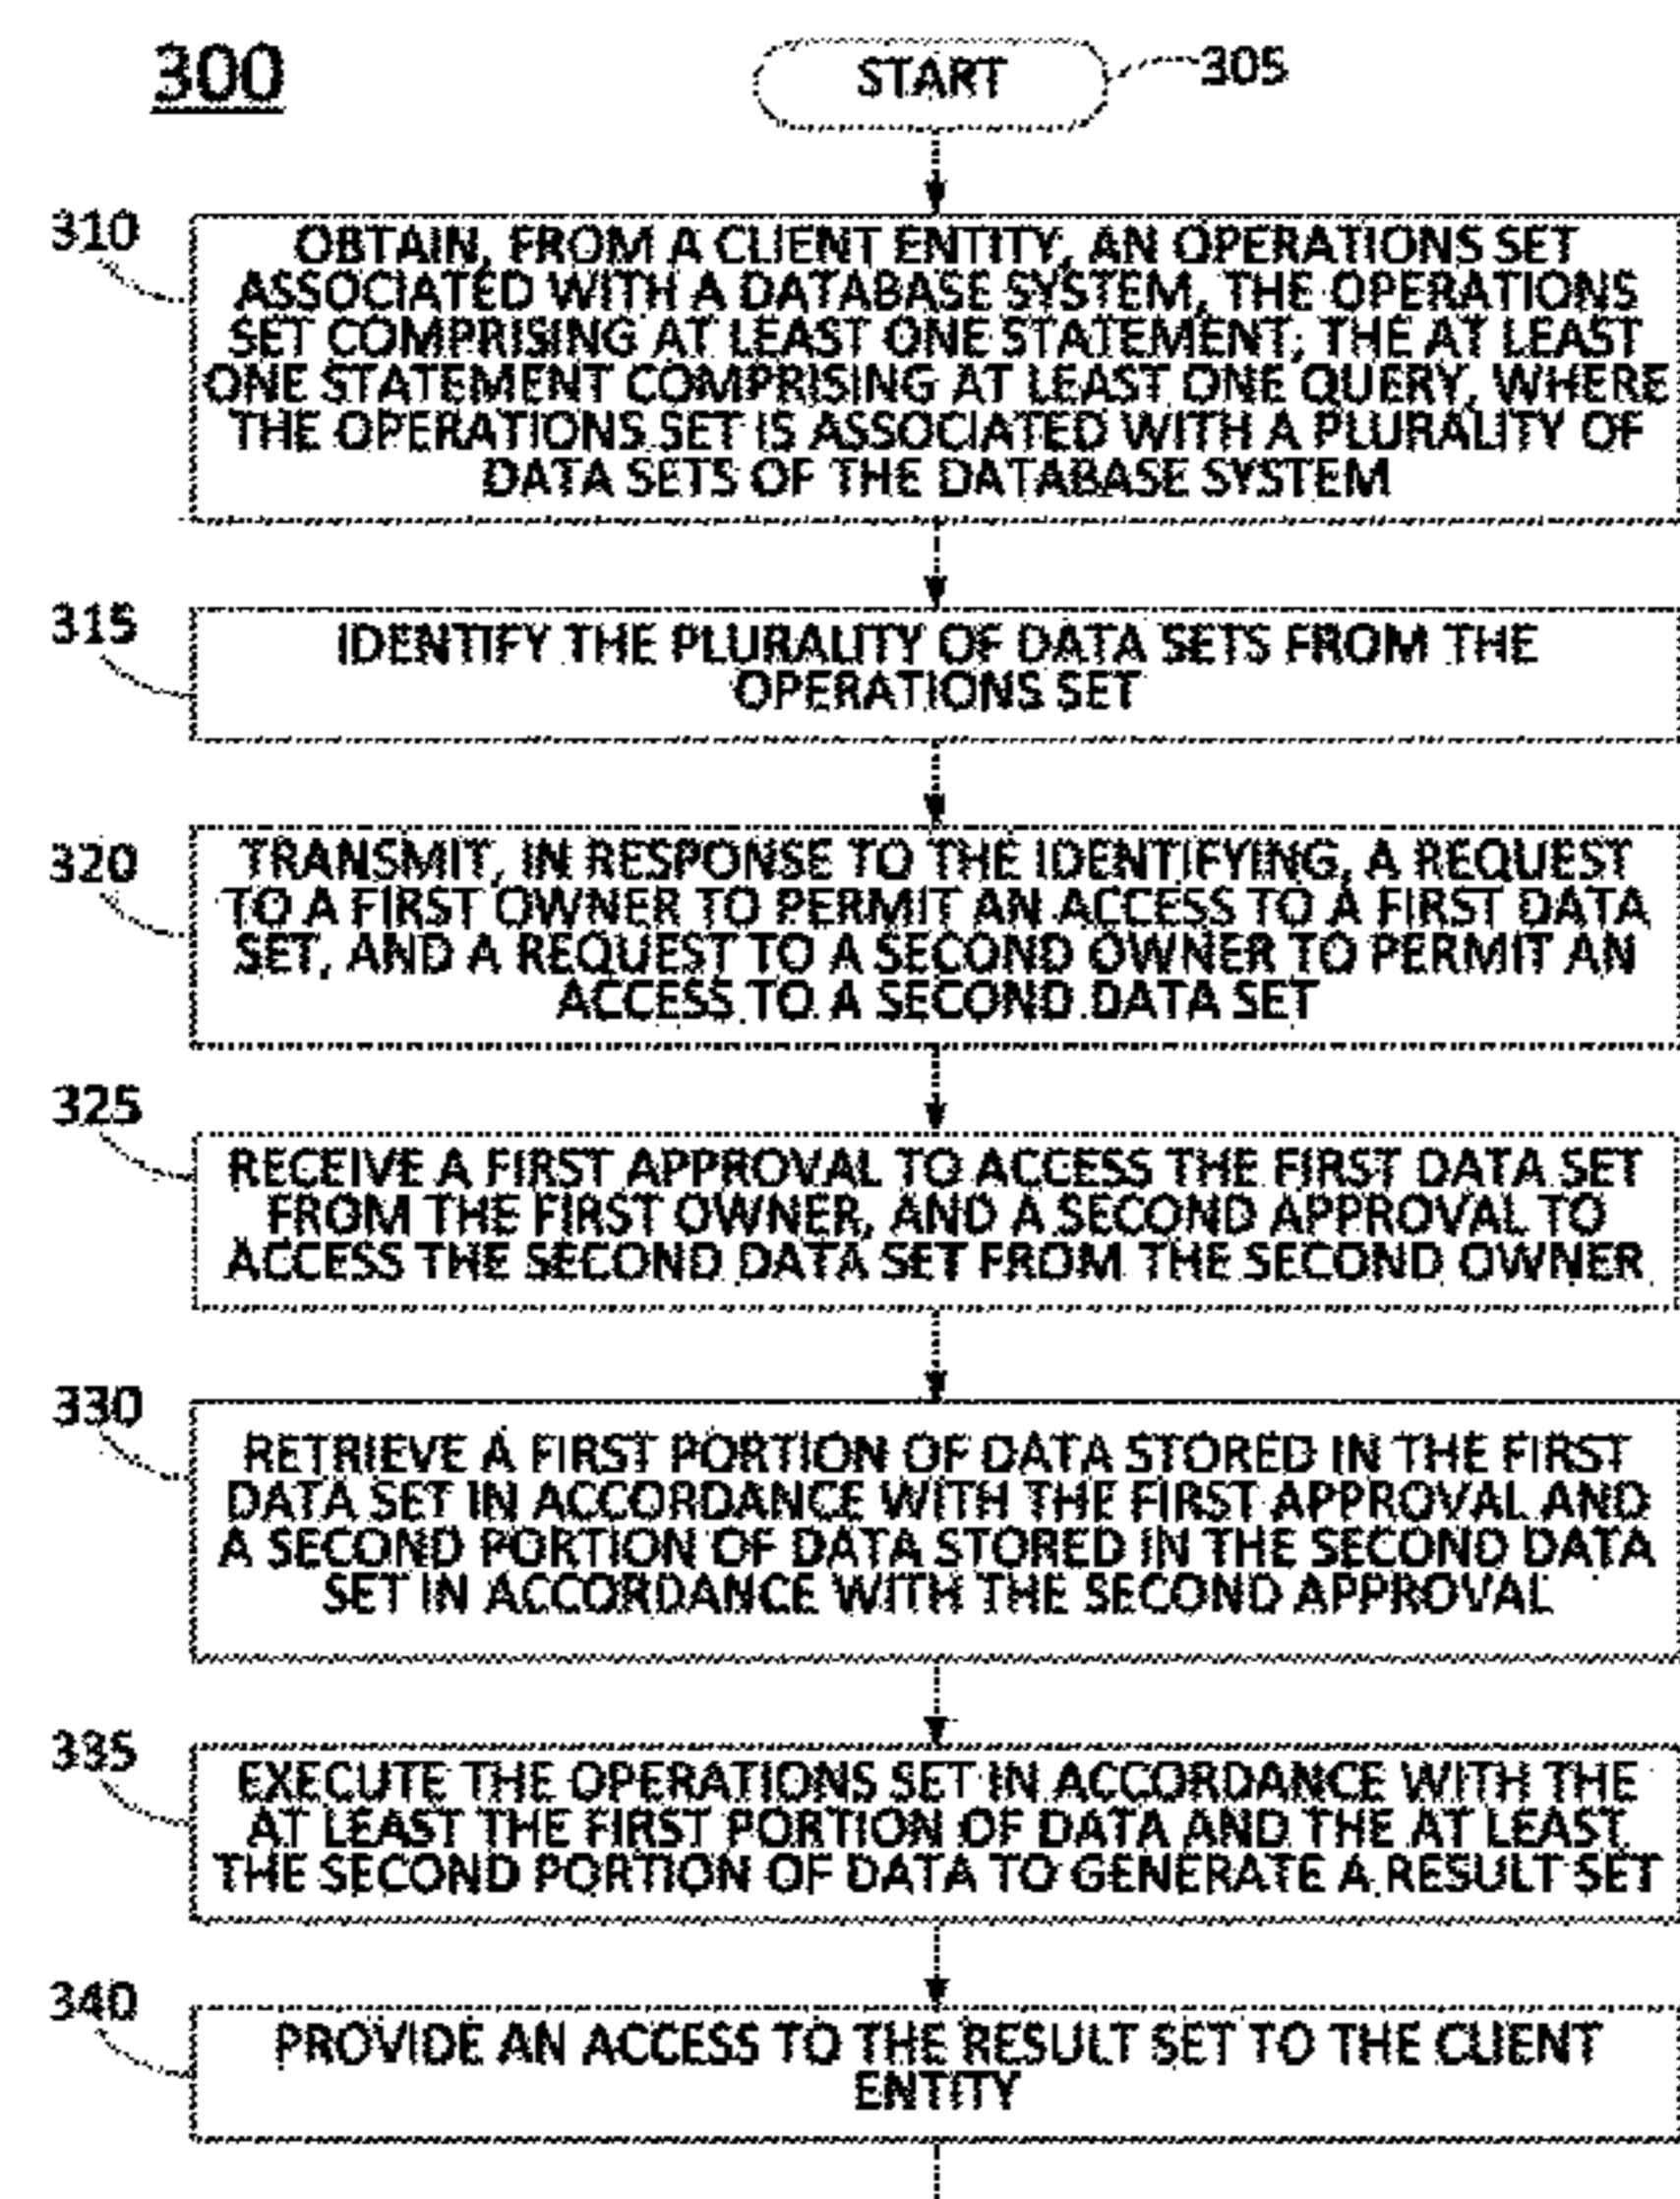 300
START
305
310
OBTAIN, FROM A CLIENT ENTITY, AN OPERATIONS SET
ASSOCIATED WITH A DATABASE SYSTEM, THE OPERATIONS
SET COMPRISING AT LEAST ONE STATEMENT; THE AT LEAST
ONE STATEMENT COMPRISING AT LEAST ONE QUERY, WHERE
THE OPERATIONS SET IS ASSOCIATED WITH A PLURALITY OF
DATA SETS OF THE DATABASE SYSTEM
315
IDENTIFY THE PLURALITY OF DATA SETS FROM THE
OPERATIONS SET
320
TRANSMIT, IN RESPONSE TO THE IDENTIFYING, A REQUEST
TO A FIRST OWNER TO PERMIT AN ACCESS TO A FIRST DATA
SET, AND A REQUEST TO A SECOND OWNER TO PERMIT AN
ACCESS TO A SECOND DATA SET
325
RECEIVE A FIRST APPROVAL TO ACCESS THE FIRST DATA SET
FROM THE FIRST OWNER, AND A SECOND APPROVAL TO
ACCESS THE SECOND DATA SET FROM THE SECOND OWNER
330
RETRIEVE A FIRST PORTION OF DATA STORED IN THE FIRST
DATA SET IN ACCORDANCE WITH THE FIRST APPROVAL AND
A SECOND PORTION OF DATA STORED IN THE SECOND DATA
SET IN ACCORDANCE WITH THE SECOND APPROVAL
335
EXECUTE THE OPERATIONS SET IN ACCORDANCE WITH THE
AT LEAST THE FIRST PORTION OF DATA AND THE AT LEAST
THE SECOND PORTION OF DATA TO GENERATE A RESULT SET
340
PROVIDE AN ACCESS TO THE RESULT SET TO THE CLIENT
ENTITY